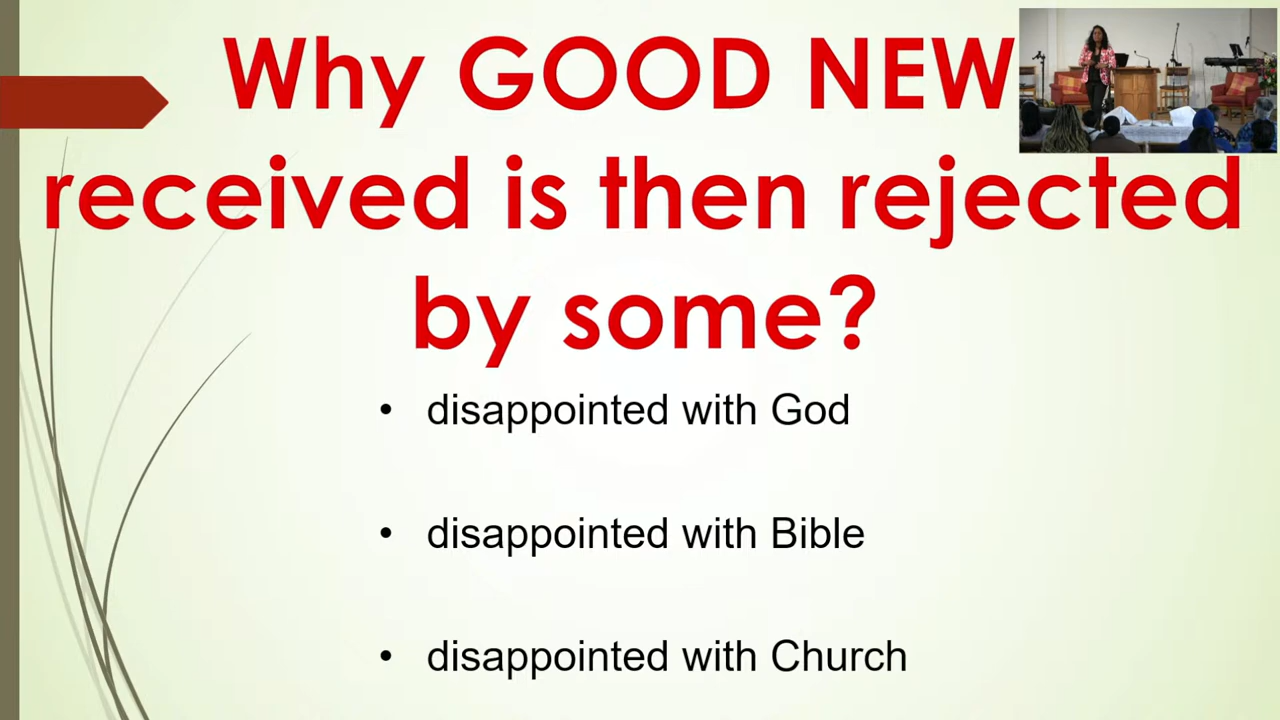 Why GOOD NEW
received is then rejected
by some?
• disappointed with God
• disappointed with Bible
• disappointed with Church